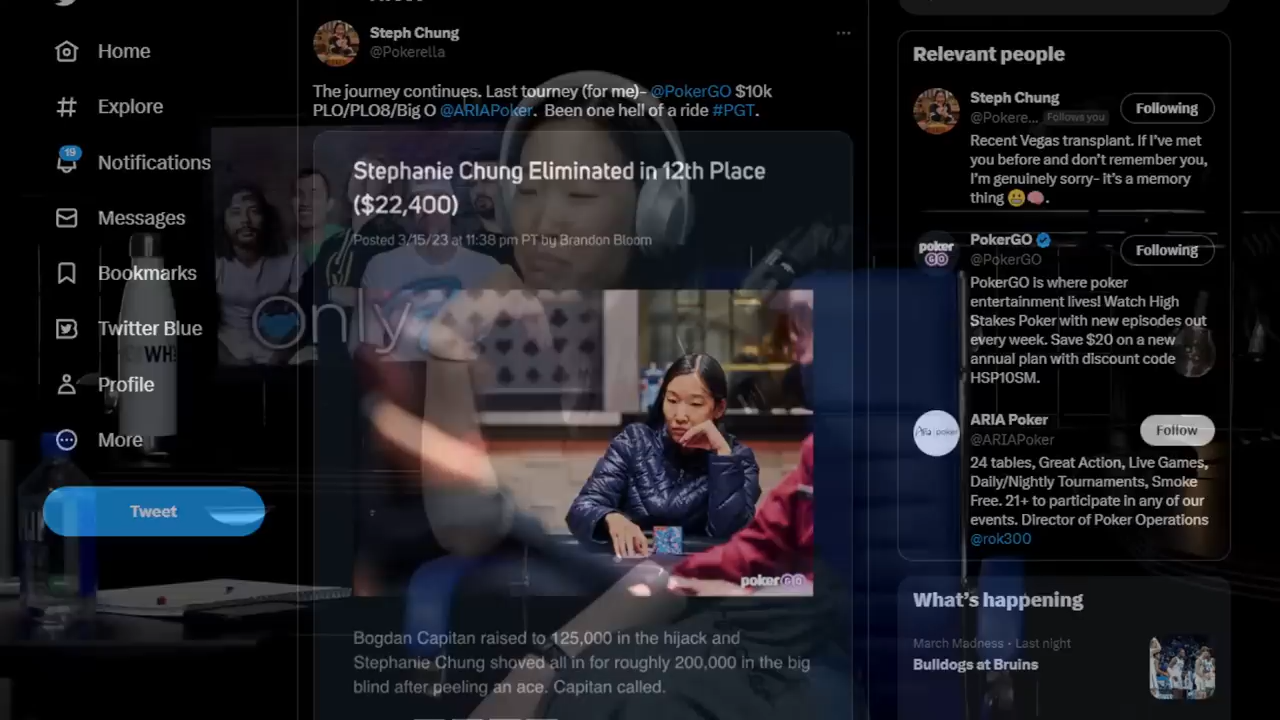 Home
Explore
19
Notifications
Messages
Bookmarks
Twitter Blue
WH!
Profile
More
Tweet
Only
Steph Chung
@Pokerella
The journey continues. Last tourney (for me)- @PokerGO $10k
PLO/PLO8/Big O @ARIAPoker. Been one hell of a ride #PGT.
Stephanie Chung Eliminated in 12th Place
($22,400)
Posted 3/15/23 at 11:38 pm PT by Brandon Bloom
pokerGO
Bogdan Capitan raised to 125,000 in the hijack and
Stephanie Chung shoved all in for roughly 200,000 in the big
blind after peeling an ace. Capitan called.
Relevant people
Steph Chung
@Pokere... Follows you
Following
Recent Vegas transplant. If I've met
you before and don't remember you,
I'm genuinely sorry- it's a memory
thing 😬🧠.
poker GO
PokerGO
@PokerGO
Following
PokerGO is where poker
entertainment lives! Watch High
Stakes Poker with new episodes out
every week. Save $20 on a new
annual plan with discount code
HSP10SM.
Aria poker
ARIA Poker
@ARIAPoker
Follow
24 tables, Great Action, Live Games,
Daily/Nightly Tournaments, Smoke
Free. 21+ to participate in any of our
events. Director of Poker Operations
@rok300
What's happening
March Madness · Last night
Bulldogs at Bruins